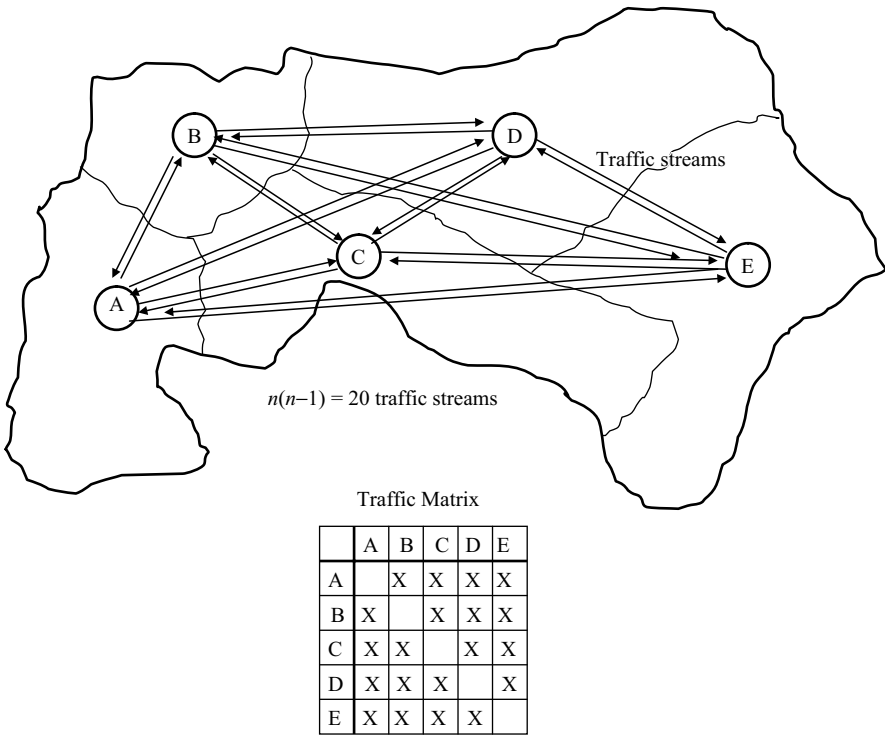 B
D
Traffic streams
C
E
A
n(n−1) = 20 traffic streams
Traffic Matrix
A B C D E
A X X X X
B X X X X
C X X X X
D X X X X
E X X X X